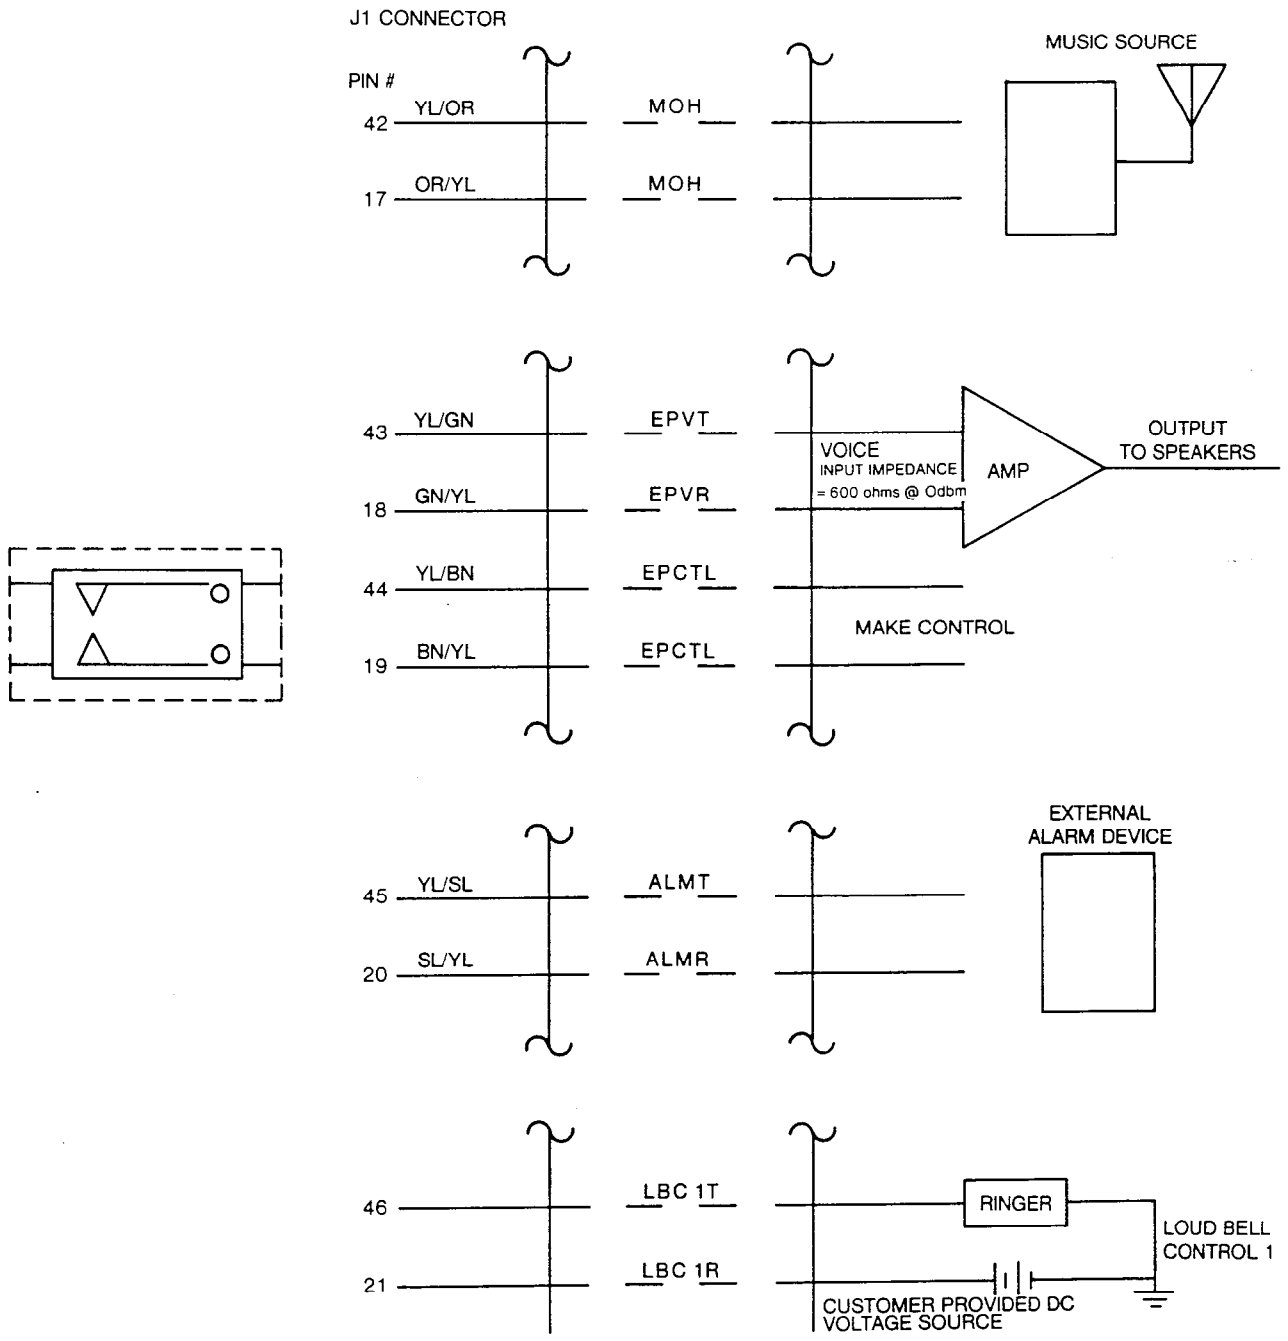 J1 CONNECTOR
MUSIC SOURCE
PIN #
42 YL/OR MOH
17 OR/YL MOH
43 YL/GN EPVT
VOICE
INPUT IMPEDANCE
= 600 ohms @ Odbm
AMP
OUTPUT
TO SPEAKERS
18 GN/YL EPVR
44 YL/BN EPCTL
MAKE CONTROL
19 BN/YL EPCTL
EXTERNAL
ALARM DEVICE
45 YL/SL ALMT
20 SL/YL ALMR
46 LBC 1T
RINGER
LOUD BELL
CONTROL 1
21 LBC 1R
CUSTOMER PROVIDED DC
VOLTAGE SOURCE